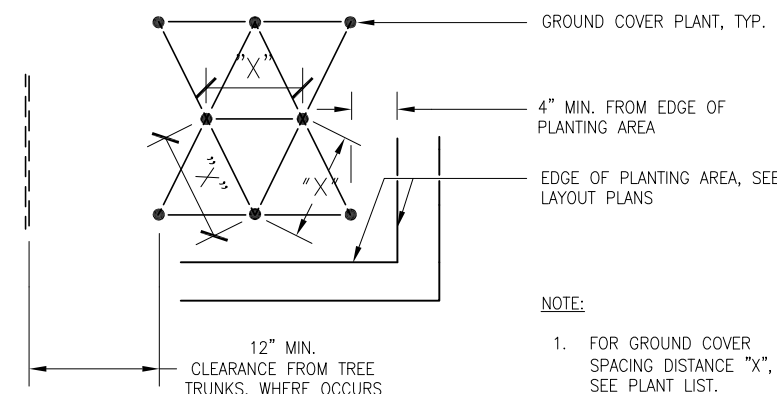 GROUND COVER PLANT, TYP.
"X"
4" MIN. FROM EDGE OF
PLANTING AREA
"X"
"X"
EDGE OF PLANTING AREA, SEE
LAYOUT PLANS
NOTE:
1. FOR GROUND COVER
SPACING DISTANCE "X",
SEE PLANT LIST.
12" MIN.
CLEARANCE FROM TREE
TRUNKS, WHERE OCCURS